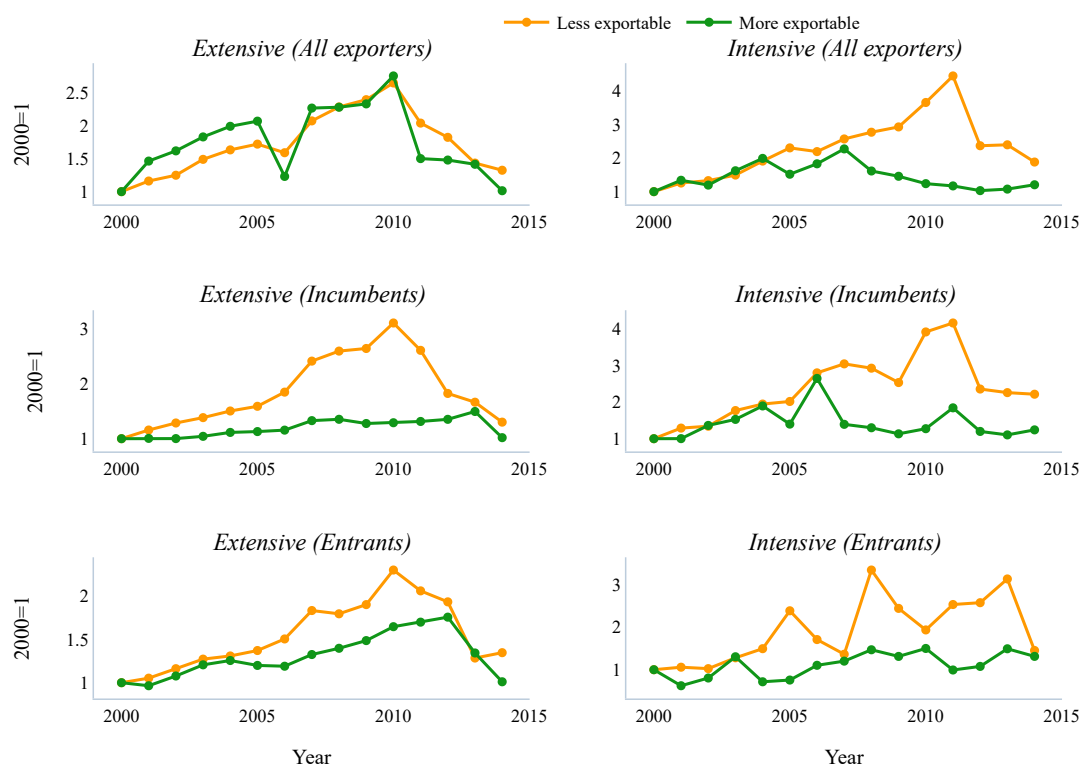 Less exportable More exportable
Extensive (All exporters)
2000=1
2.5
2
1.5
1
2000 2005 2010 2015
Intensive (All exporters)
4
3
2
1
2000 2005 2010 2015
Extensive (Incumbents)
2000=1
3
2
1
2000 2005 2010 2015
Intensive (Incumbents)
4
3
2
1
2000 2005 2010 2015
Extensive (Entrants)
2000=1
2
1.5
1
2000 2005 2010 2015
Year
Intensive (Entrants)
3
2
1
2000 2005 2010 2015
Year